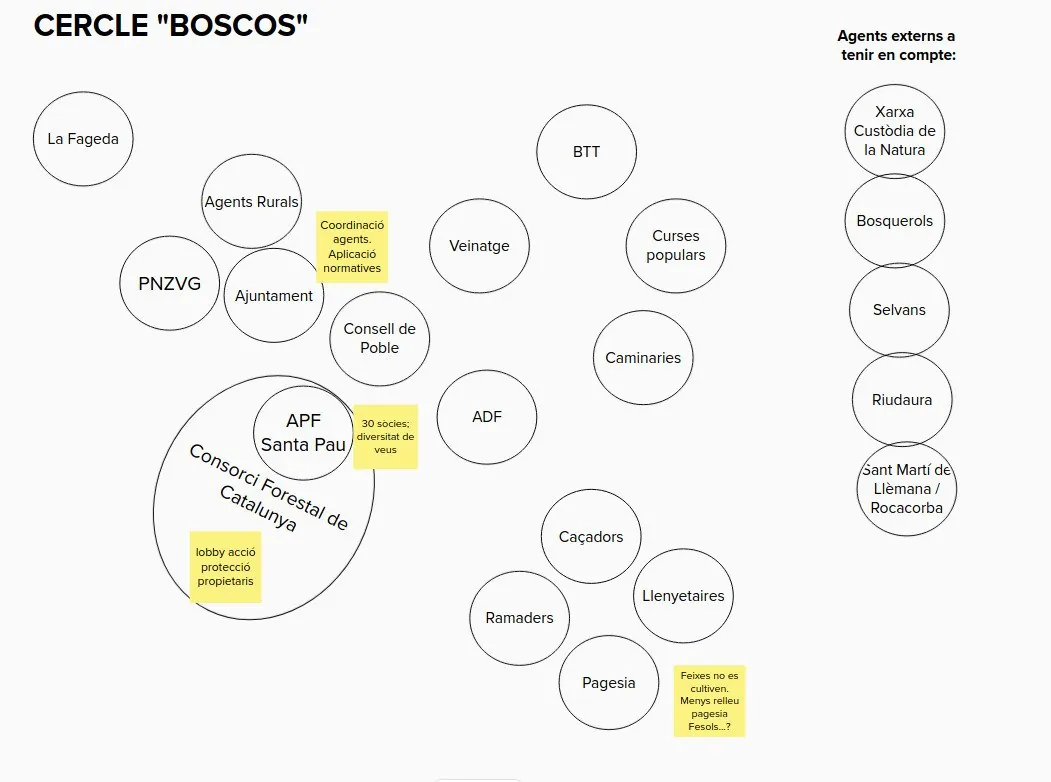 CERCLE "BOSCOS"
Agents externs a
tenir en compte:
La Fageda
Agents Rurals
PNZVG
Ajuntament
Coordinació
agents.
Aplicació
normatives
Consell de
Poble
Veinatge
BTT
Curses
populars
Caminaries
ADF
APF
Santa Pau
30 sòcies;
diversitat de
veus
Consorci Forestal de
Catalunya
lobby acció
protecció
propietaris
Caçadors
Llenyetaires
Ramaders
Pagesia
Feixes no es
cultiven.
Menys relleu
pagesia
Fesols...?
Xarxa
Custòdia de
la Natura
Bosquerols
Selvans
Riudaura
Sant Martí de
Llèmana /
Rocacorba